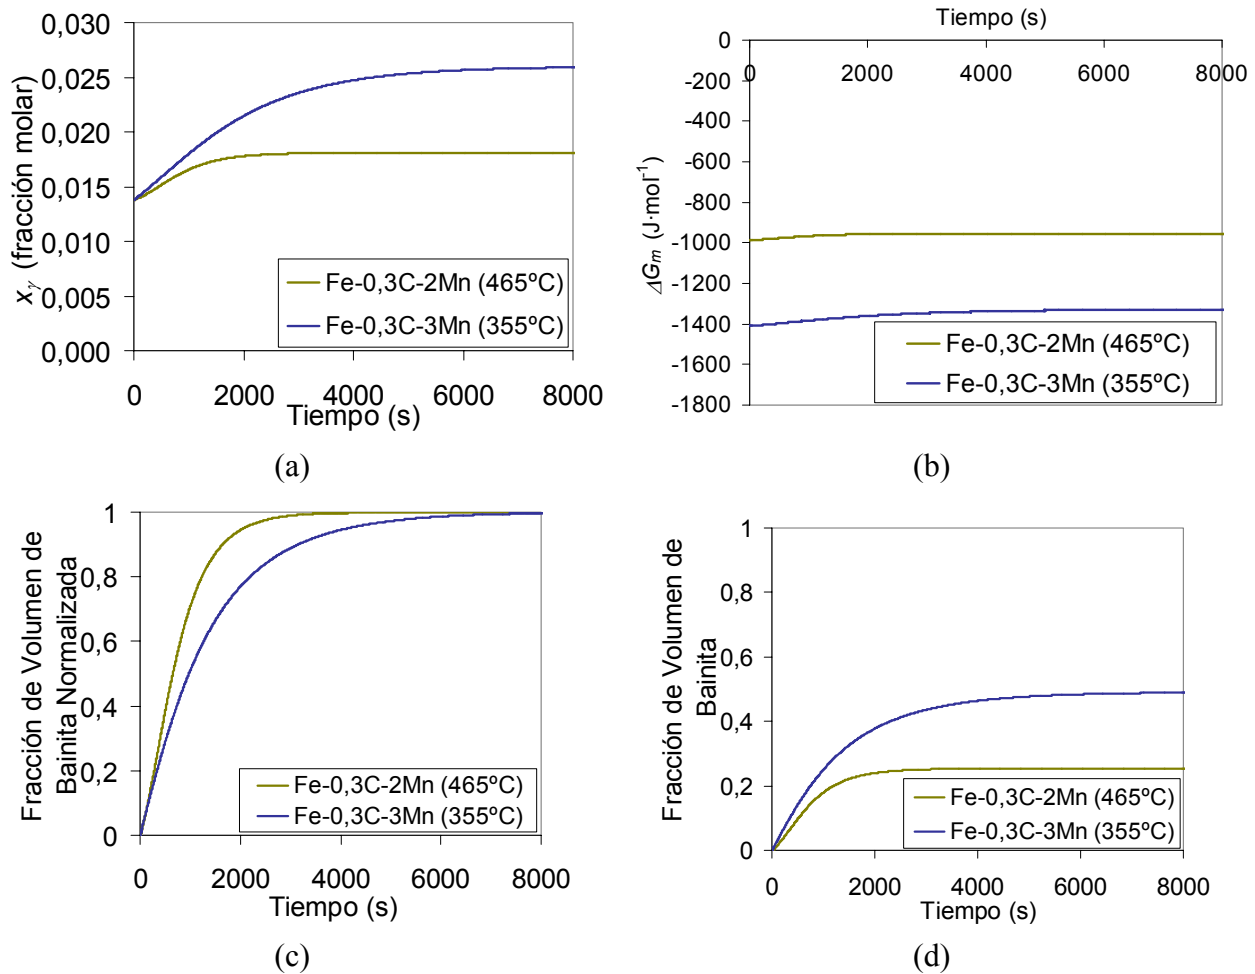 0,030
0,025
0,020
0,015
0,010
0,005
0,000
xγ (fracción molar)
Fe-0,3C-2Mn (465ºC)
Fe-0,3C-3Mn (355ºC)
0 2000 4000 6000 8000
Tiempo (s)
(a)
Tiempo (s)
0 2000 4000 6000 8000
0
-200
-400
-600
-800
-1000
-1200
-1400
-1600
-1800
ΔGm (J·mol-1)
Fe-0,3C-2Mn (465ºC)
Fe-0,3C-3Mn (355ºC)
(b)
1
0,8
0,6
0,4
0,2
0
Fracción de Volumen de
Bainita Normalizada
Fe-0,3C-2Mn (465ºC)
Fe-0,3C-3Mn (355ºC)
0 2000 4000 6000 8000
Tiempo (s)
(c)
1
0,8
0,6
0,4
0,2
0
Fracción de Volumen de
Bainita
Fe-0,3C-2Mn (465ºC)
Fe-0,3C-3Mn (355ºC)
0 2000 4000 6000 8000
Tiempo (s)
(d)